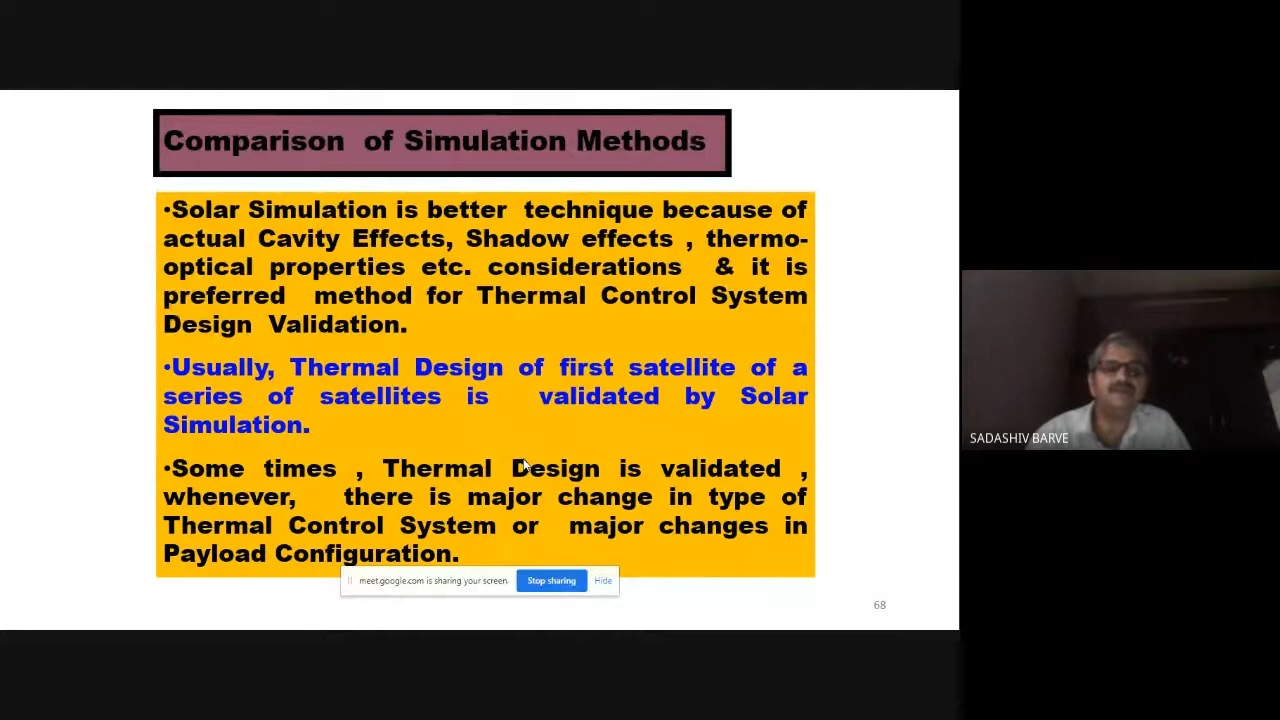 Comparison of Simulation Methods
•Solar Simulation is better technique because of
actual Cavity Effects, Shadow effects , thermo-
optical properties etc. considerations & it is
preferred method for Thermal Control System
Design Validation.
•Usually, Thermal Design of first satellite of a
series of satellites is validated by Solar
Simulation.
•Some times , Thermal Design is validated ,
whenever, there is major change in type of
Thermal Control System or major changes in
Payload Configuration.
meet.google.com is sharing your screen. Stop sharing Hide
68
SADASHIV BARVE